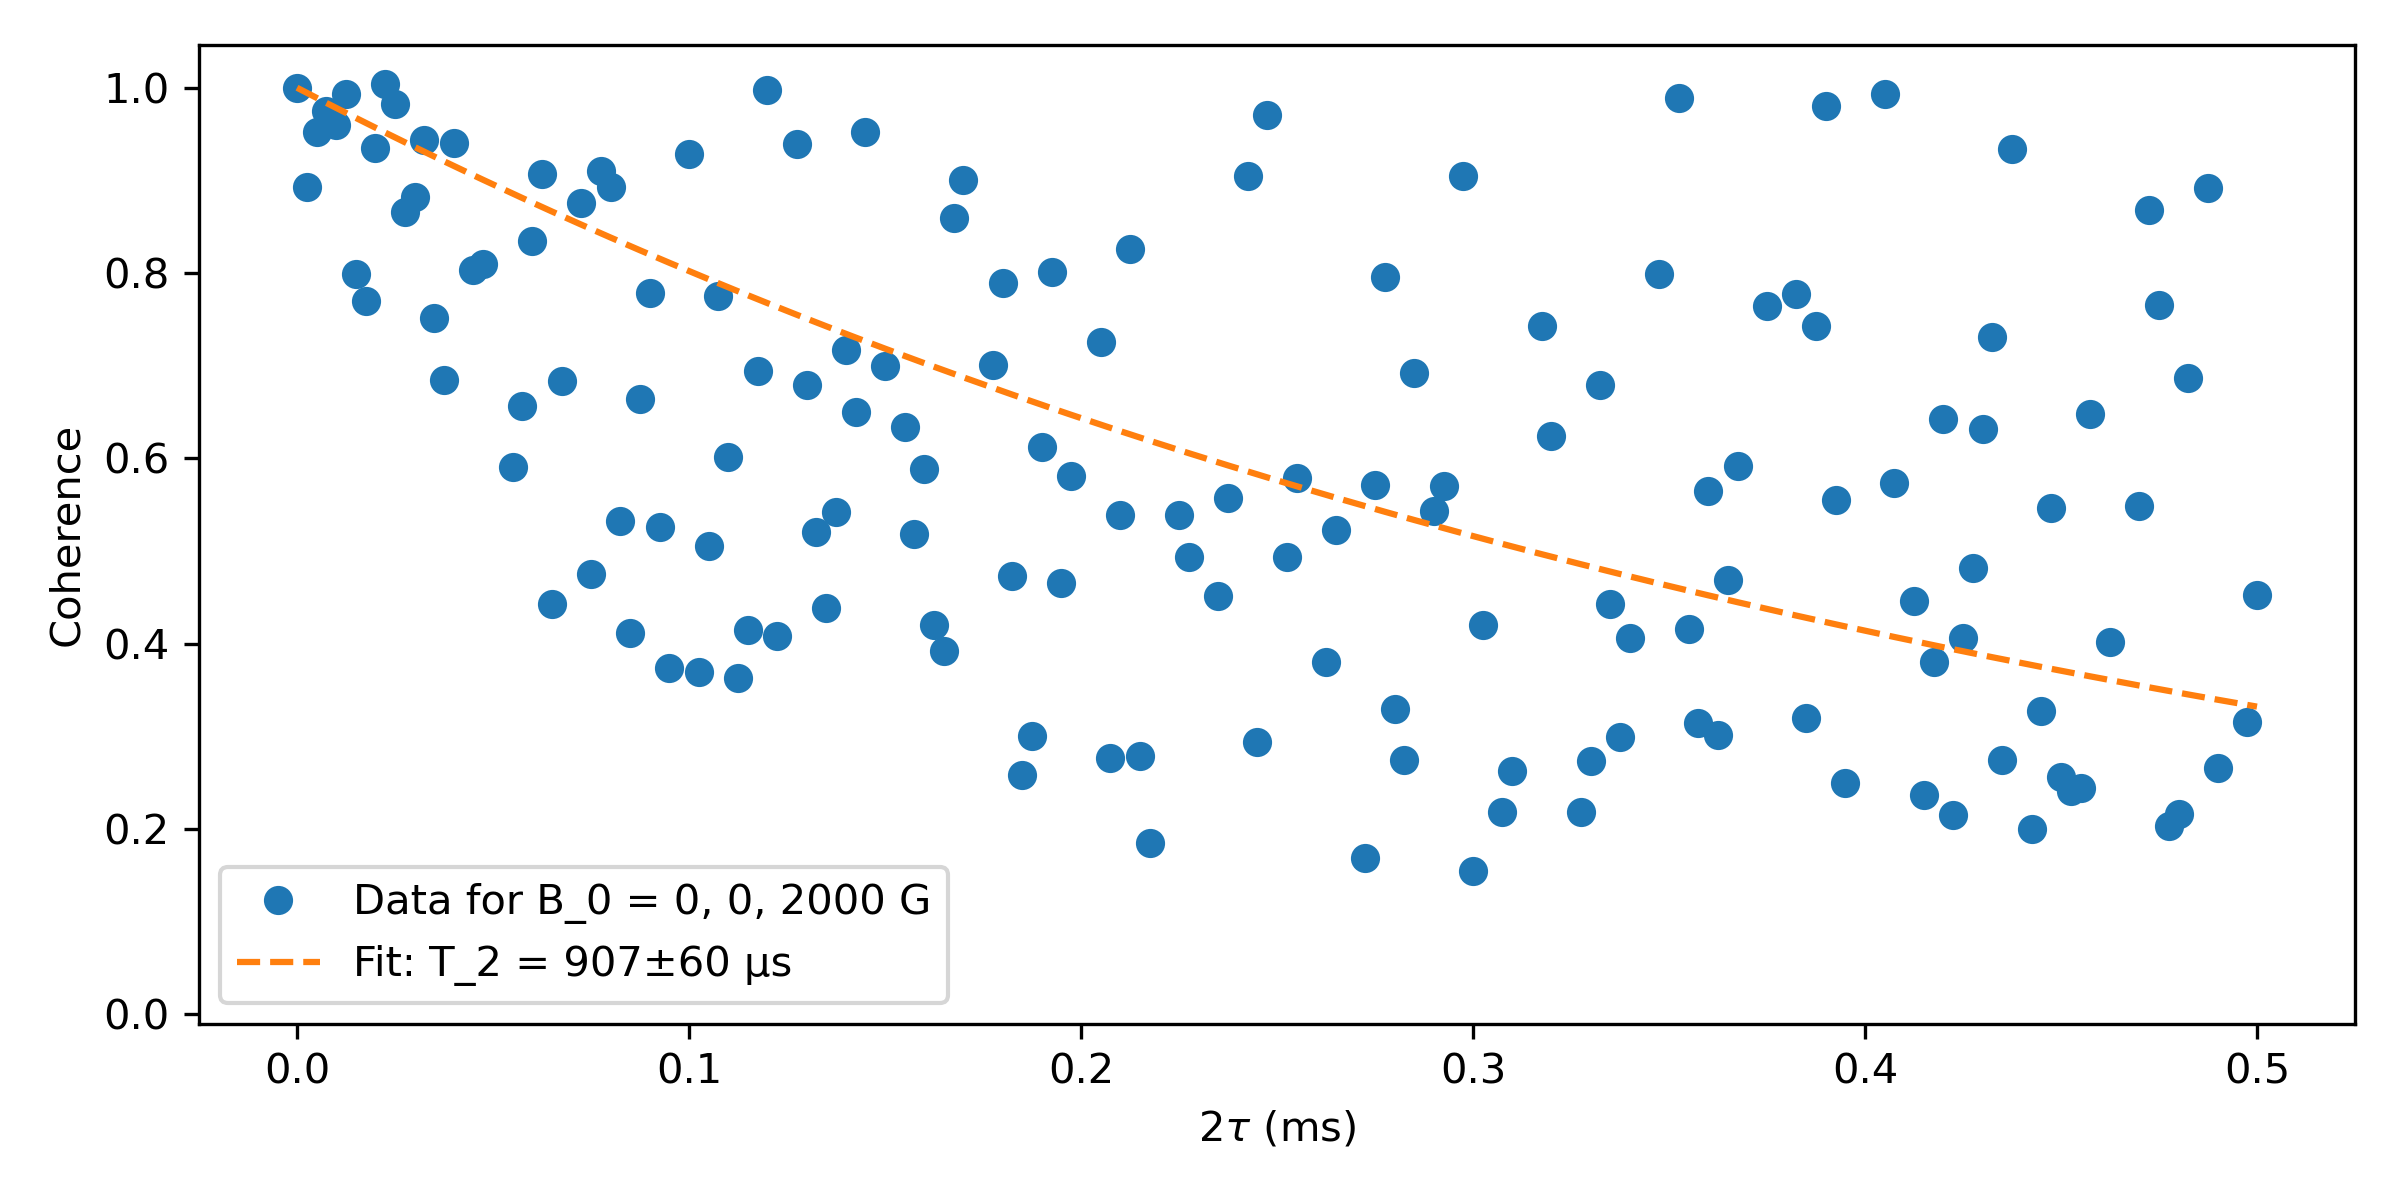 1.0
0.8
0.6
0.4
0.2
0.0
Coherence
Data for B_0 = 0, 0, 2000 G
Fit: T_2 = 907±60 µs
0.0 0.1 0.2 0.3 0.4 0.5
2τ (ms)